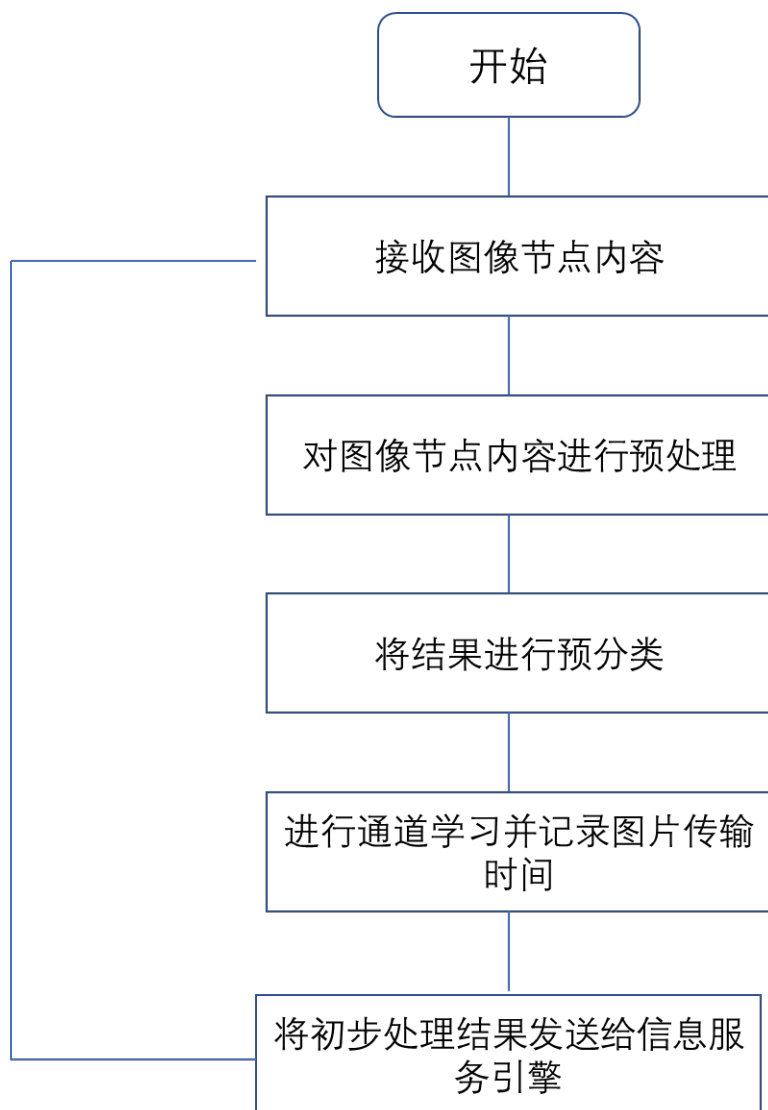 开始
接收图像节点内容
对图像节点内容进行预处理
将结果进行预分类
进行通道学习并记录图片传输
时间
将初步处理结果发送给信息服
务引擎